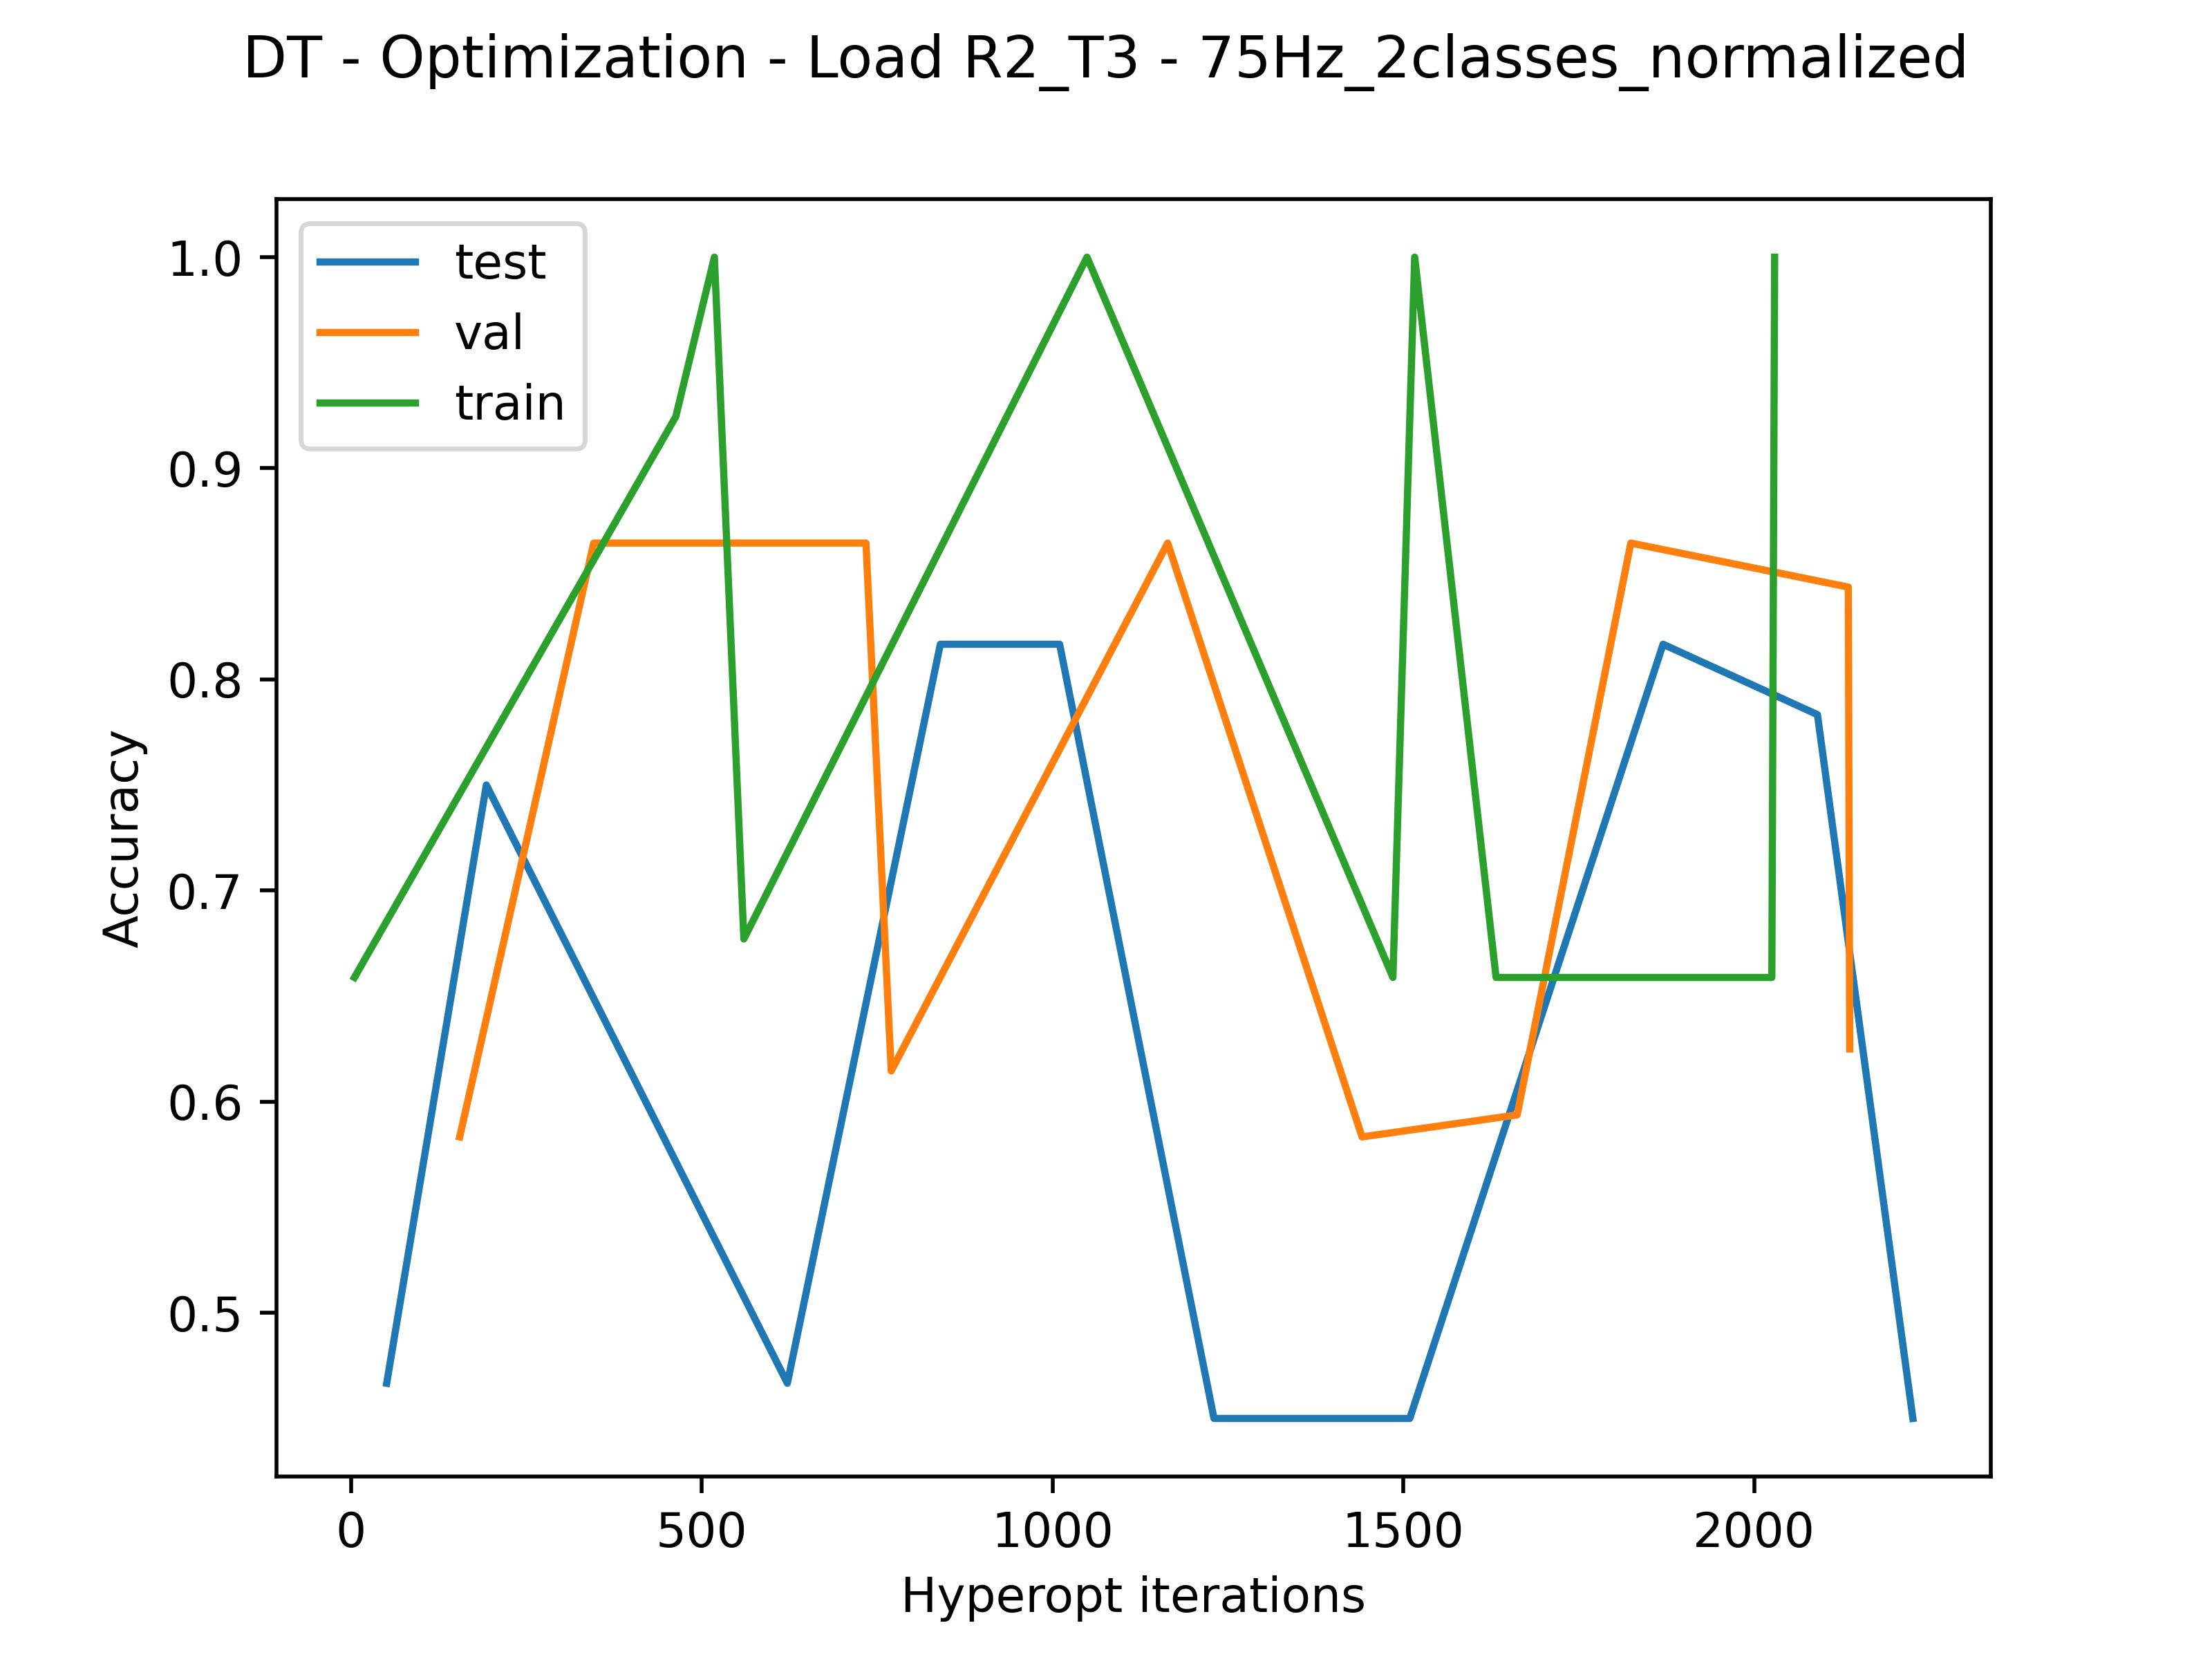 DT - Optimization - Load R2_T3 - 75Hz_2classes_normalized
test
val
train
1.0
0.9
0.8
0.7
0.6
0.5
Accuracy
0 500 1000 1500 2000
Hyperopt iterations